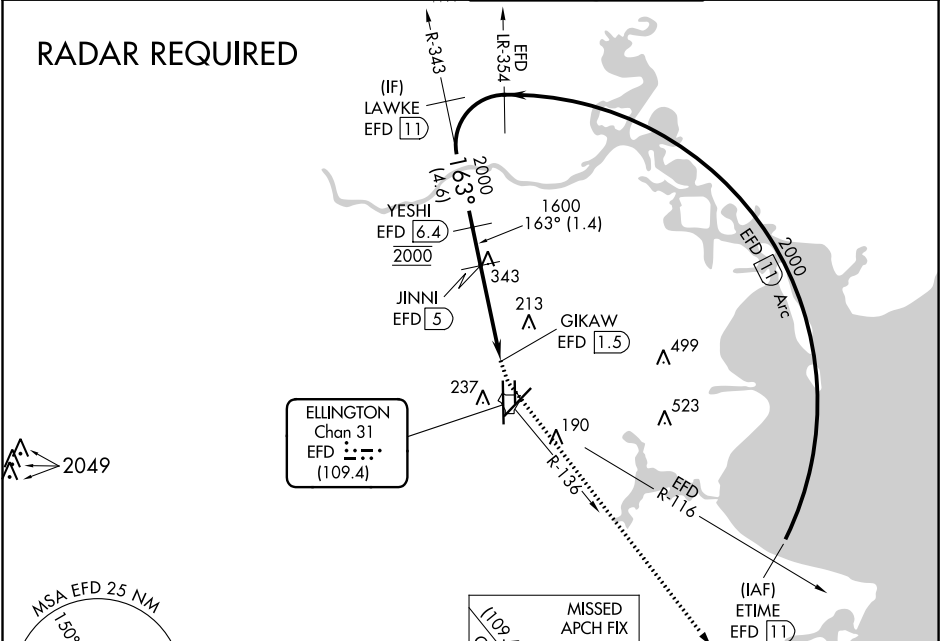 RADAR REQUIRED
R-343
EFD
LR-354
(IF)
LAWKE
EFD 11
2000
163°
(4.6)
YESHI
EFD 6.4
2000
1600
163° (1.4)
EFD 11 Arc
2000
343
JINNI
EFD 5
213
GIKAW
EFD 1.5
499
237
523
ELLINGTON
Chan 31
EFD
(109.4)
190
R-136
EFD
R-116
2049
(IAF)
ETIME
EFD 11
MSA EFD 25 NM
150°
MISSED
APCH FIX